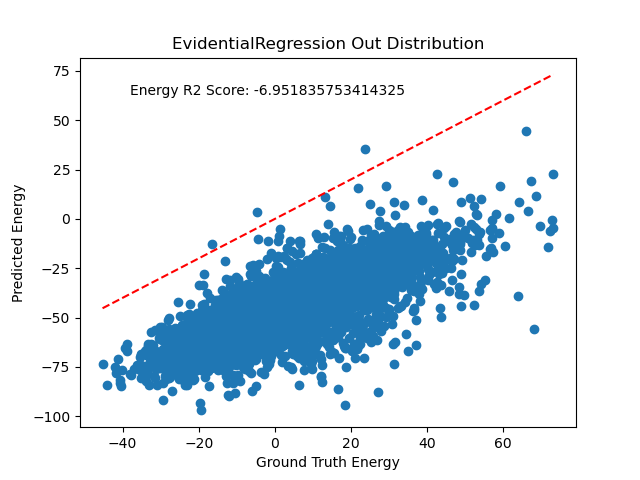 EvidentialRegression Out Distribution
Energy R2 Score: -6.951835753414325
75
50
25
0
−25
−50
−75
−100
Predicted Energy
−40 −20 0 20 40 60
Ground Truth Energy